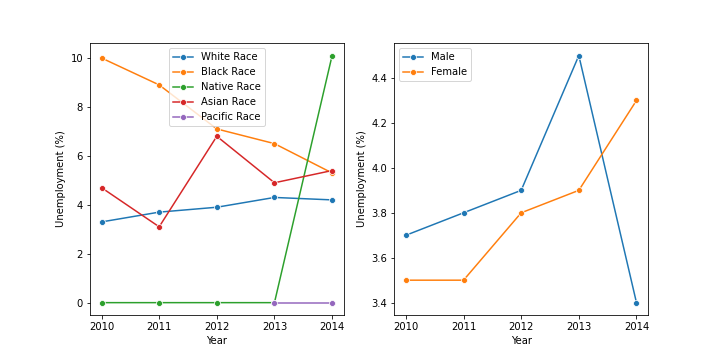 White Race
Black Race
Native Race
Asian Race
Pacific Race
10
8
6
4
2
0
Unemployment (%)
2010 2011 2012 2013 2014
Year
Male
Female
4.4
4.2
4.0
3.8
3.6
3.4
Unemployment (%)
2010 2011 2012 2013 2014
Year